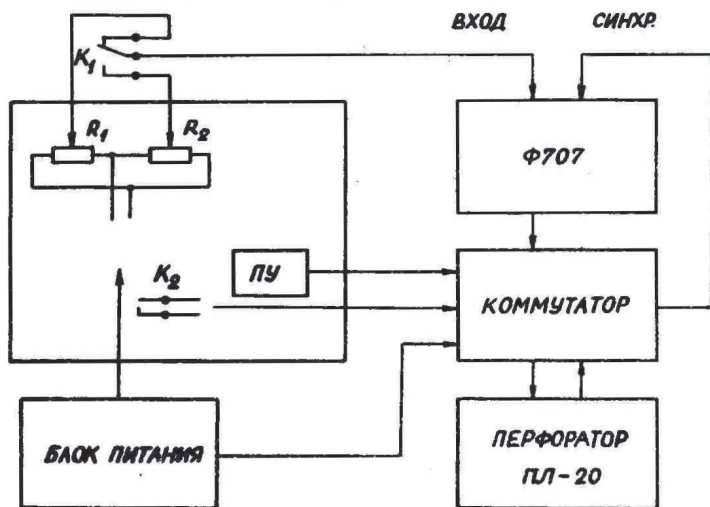 ВХОД
СИНХР.
K1
R1
R2
Ф707
K2
ПУ
КОММУТАТОР
БЛОК ПИТАНИЯ
ПЕРФОРАТОР
ПЛ-20